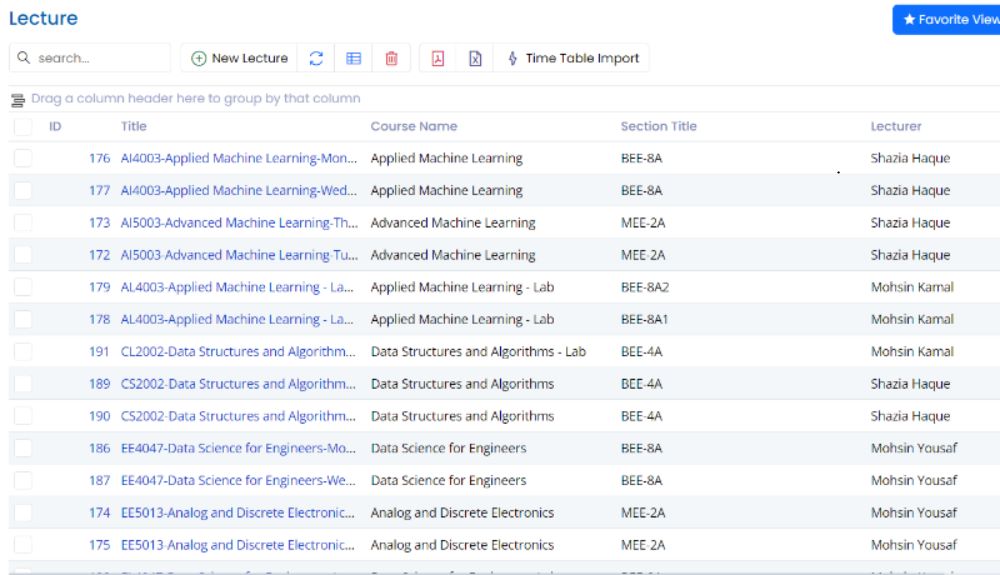 Lecture
★ Favorite View
search... New Lecture Time Table Import
Drag a column header here to group by that column
ID Title Course Name Section Title Lecturer
176 AI4003-Applied Machine Learning-Mon... Applied Machine Learning BEE-8A Shazia Haque
177 AI4003-Applied Machine Learning-Wed... Applied Machine Learning BEE-8A Shazia Haque
173 AI5003-Advanced Machine Learning-Th... Advanced Machine Learning MEE-2A Shazia Haque
172 AI5003-Advanced Machine Learning-Tu... Advanced Machine Learning MEE-2A Shazia Haque
179 AL4003-Applied Machine Learning - La... Applied Machine Learning - Lab BEE-8A2 Mohsin Kamal
178 AL4003-Applied Machine Learning - La... Applied Machine Learning - Lab BEE-8A1 Mohsin Kamal
191 CL2002-Data Structures and Algorithm... Data Structures and Algorithms - Lab BEE-4A Mohsin Kamal
189 CS2002-Data Structures and Algorithm... Data Structures and Algorithms BEE-4A Shazia Haque
190 CS2002-Data Structures and Algorithm... Data Structures and Algorithms BEE-4A Shazia Haque
186 EE4047-Data Science for Engineers-Mo... Data Science for Engineers BEE-8A Mohsin Yousaf
187 EE4047-Data Science for Engineers-We... Data Science for Engineers BEE-8A Mohsin Yousaf
174 EE5013-Analog and Discrete Electronic... Analog and Discrete Electronics MEE-2A Mohsin Yousaf
175 EE5013-Analog and Discrete Electronic... Analog and Discrete Electronics MEE-2A Mohsin Yousaf